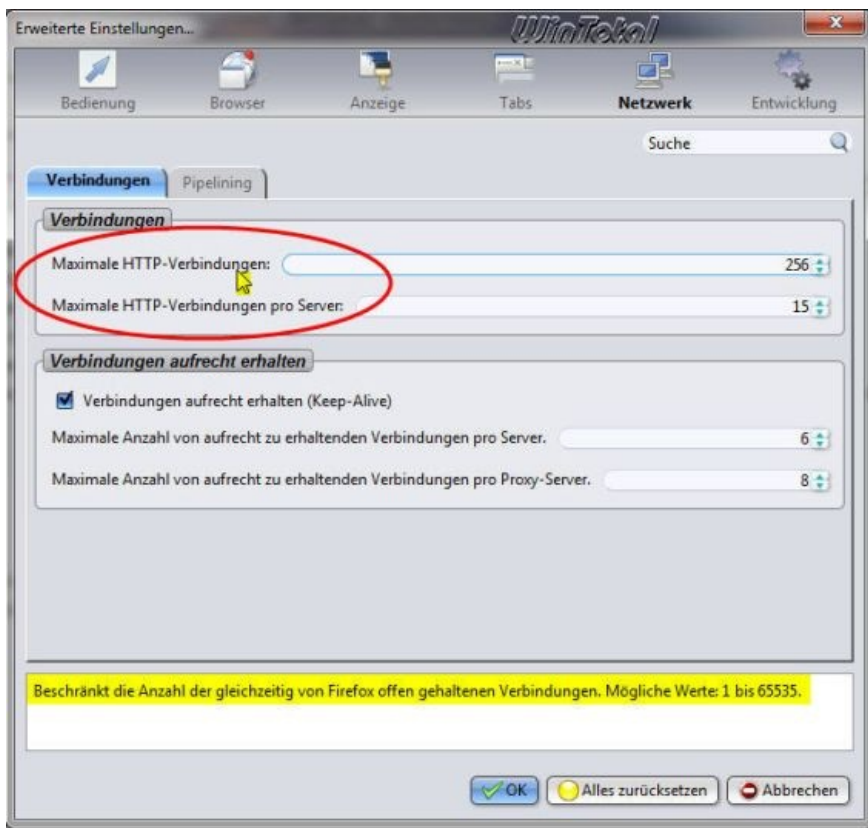 Erweiterte Einstellungen...
WinTotal
Bedienung Browser Anzeige Tabs Netzwerk Entwicklung
Suche
Verbindungen Pipelining
Verbindungen
Maximale HTTP-Verbindungen: 256
Maximale HTTP-Verbindungen pro Server: 15
Verbindungen aufrecht erhalten
Verbindungen aufrecht erhalten (Keep-Alive)
Maximale Anzahl von aufrecht zu erhaltenden Verbindungen pro Server. 6
Maximale Anzahl von aufrecht zu erhaltenden Verbindungen pro Proxy-Server. 8
Beschränkt die Anzahl der gleichzeitig von Firefox offen gehaltenen Verbindungen. Mögliche Werte: 1 bis 65535.
OK Alles zurücksetzen Abbrechen